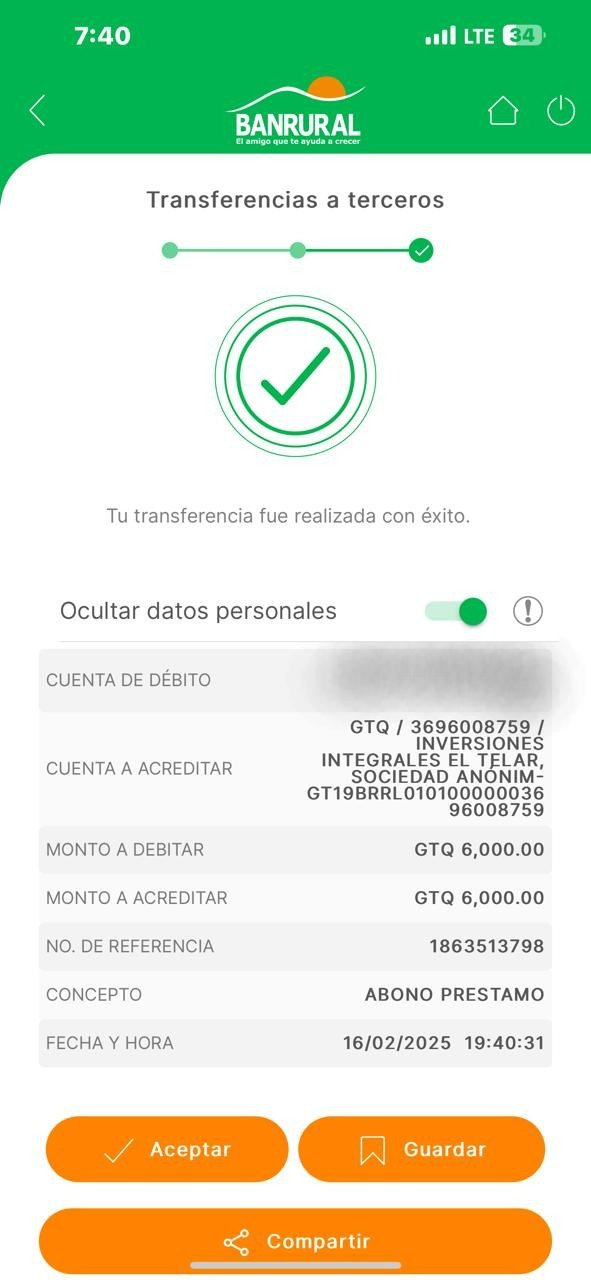 7:40
LTE 34
BANRURAL
El amigo que te ayuda a crecer
Transferencias a terceros
Tu transferencia fue realizada con éxito.
Ocultar datos personales
CUENTA DE DÉBITO
CUENTA A ACREDITAR
GTQ / 3696008759 /
INVERSIONES
INTEGRALES EL TELAR,
SOCIEDAD ANÓNIM-
GT19BRRL010100000036
96008759
MONTO A DEBITAR GTQ 6,000.00
MONTO A ACREDITAR GTQ 6,000.00
NO. DE REFERENCIA 1863513798
CONCEPTO ABONO PRESTAMO
FECHA Y HORA 16/02/2025 19:40:31
Aceptar
Guardar
Compartir